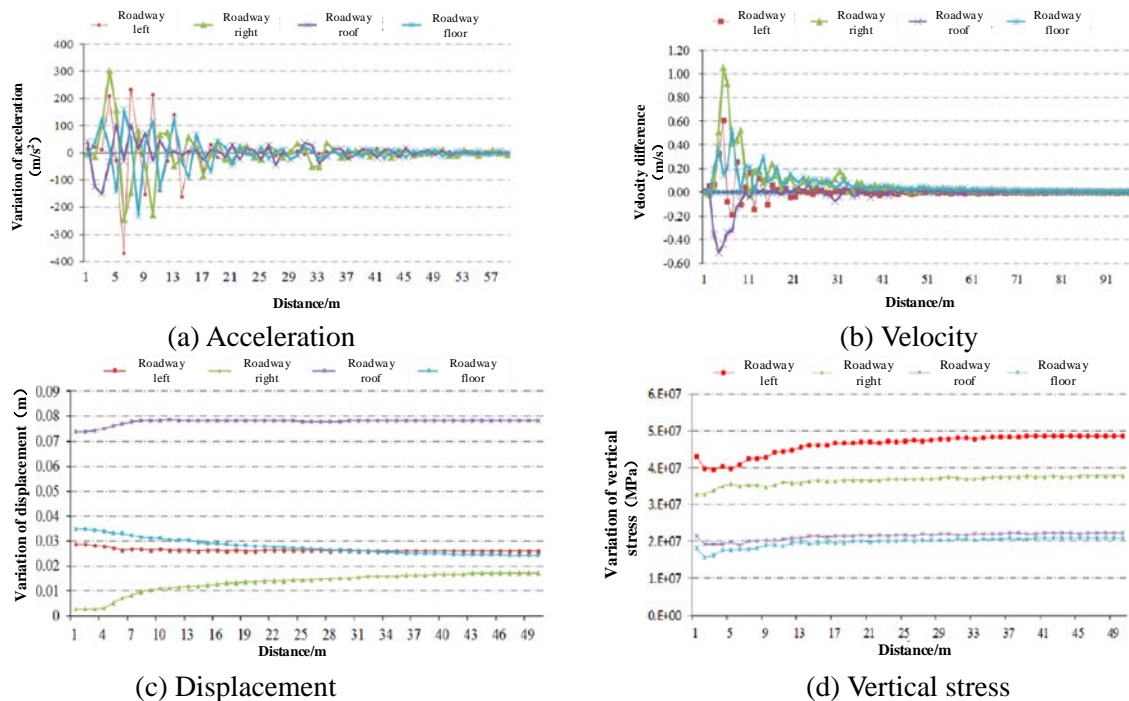 Roadway left Roadway right Roadway roof Roadway floor
400
300
200
100
0
-100
-200
-300
-400
Variation of acceleration (m/s²)
1 5 9 13 17 21 25 29 33 37 41 45 49 53 57
Distance/m
(a) Acceleration
Roadway left Roadway right Roadway roof Roadway floor
1.20
1.00
0.80
0.60
0.40
0.20
0.00
-0.20
-0.40
-0.60
Velocity difference (m/s)
1 11 21 31 41 51 61 71 81 91
Distance/m
(b) Velocity
Roadway left Roadway right Roadway roof Roadway floor
0.09
0.08
0.07
0.06
0.05
0.04
0.03
0.02
0.01
0
Variation of displacement (m)
1 4 7 10 13 16 19 22 25 28 31 34 37 40 43 46 49
Distance/m
(c) Displacement
Roadway left Roadway right Roadway roof Roadway floor
6.E+07
5.E+07
4.E+07
3.E+07
2.E+07
1.E+07
0.E+00
Variation of vertical stress (MPa)
1 5 9 13 17 21 25 29 33 37 41 45 49
Distance/m
(d) Vertical stress